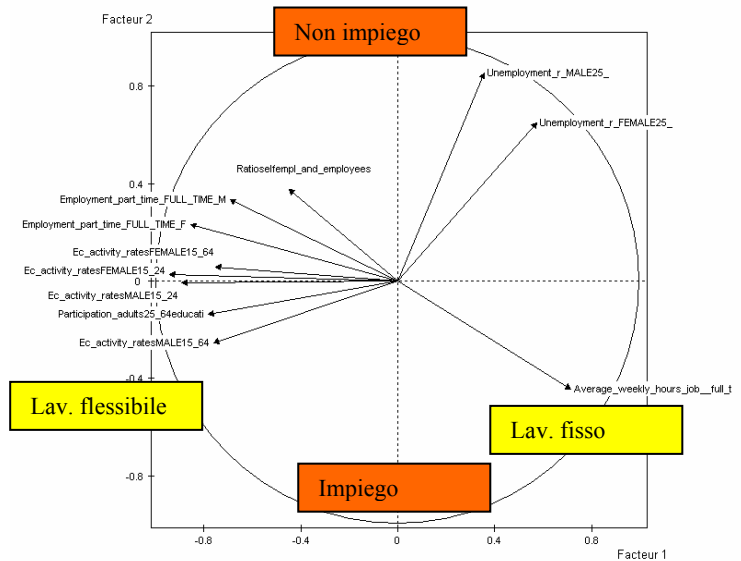 Facteur 2
Non impiego
Unemployment_r_MALE25_
0.8
Unemployment_r_FEMALE25_
Ratioselfempl_and_employees
0.4
Employment_part_time_FULL_TIME_M
Employment_part_time_FULL_TIME_F
Ec_activity_ratesFEMALE15_64
Ec_activity_ratesFEMALE15_24
0
Ec_activity_ratesMALE15_24
Participation_adults25_64educati
Ec_activity_ratesMALE15_64
-0.4
Average_weekly_hours_job__full_t
Lav. flessibile
Lav. fisso
-0.8
Impiego
-0.8
-0.4
0
0.4
0.8
Facteur 1